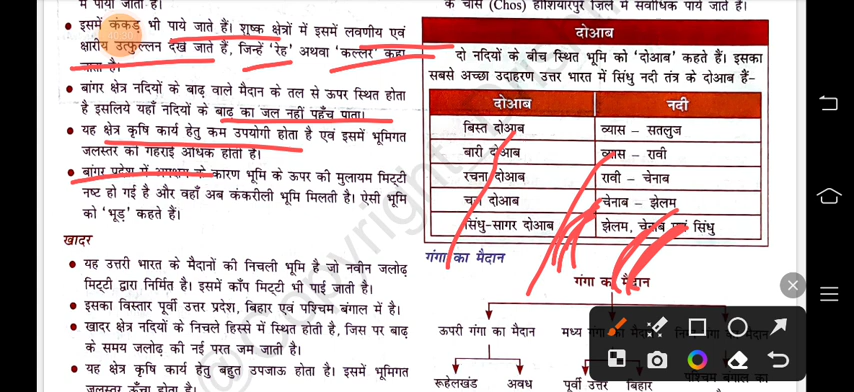 में पाया जाता है।
इसमें कंकड़ भी पाये जाते हैं। शुष्क क्षेत्रों में इसमें लवणीय एवं
क्षारीय उत्फुल्लन देखे जाते हैं, जिन्हें 'रेह' अथवा 'कल्लर' कहा
जाता है।
बांगर क्षेत्र नदियों के बाढ़ वाले मैदान के तल से ऊपर स्थित होता
है इसलिये यहाँ नदियों के बाढ़ का जल नहीं पहुँच पाता।
यह क्षेत्र कृषि कार्य हेतु कम उपयोगी होता है एवं इसमें भूमिगत
जलस्तर की गहराई अधिक होती है।
बांगर प्रदेश में के कारण भूमि के ऊपर की मुलायम मिट्टी
नष्ट हो गई है और वहाँ अब कंकरीली भूमि मिलती है। ऐसी भूमि
को 'भूड़' कहते हैं।
खादर
यह उत्तरी भारत के मैदानों की निचली भूमि है जो नवीन जलोढ़
मिट्टी द्वारा निर्मित है। इसमें काँप मिट्टी भी पाई जाती है।
इसका विस्तार पूर्वी उत्तर प्रदेश, बिहार एवं पश्चिम बंगाल में है।
खादर क्षेत्र नदियों के निचले हिस्से में स्थित होती है, जिस पर बाढ़
के समय जलोढ़ की नई परत जम जाती है।
यह क्षेत्र कृषि कार्य हेतु बहुत उपजाऊ होता है। इसमें भूमिगत
जलस्तर ऊँचा होता है।
के चोस (Chos) होशियारपुर जिले में सर्वाधिक पाये जाते हैं।
दोआब
दो नदियों के बीच स्थित भूमि को 'दोआब' कहते हैं। इसका
सबसे अच्छा उदाहरण उत्तर भारत में सिंधु नदी तंत्र के दोआब हैं–
दोआब नदी
बिस्त दोआब व्यास – सतलुज
बारी दोआब व्यास – रावी
रचना दोआब रावी – चेनाब
दोआब चेनाब – झेलम
सिंधु-सागर दोआब झेलम, चेनाब एवं सिंधु
गंगा का मैदान
गंगा का मैदान
ऊपरी गंगा का मैदान मध्य गंगा का मैदान मैदान
रूहेलखंड अवध पूर्वी उत्तर बिहार पश्चिम बंगाल का
@Copyright